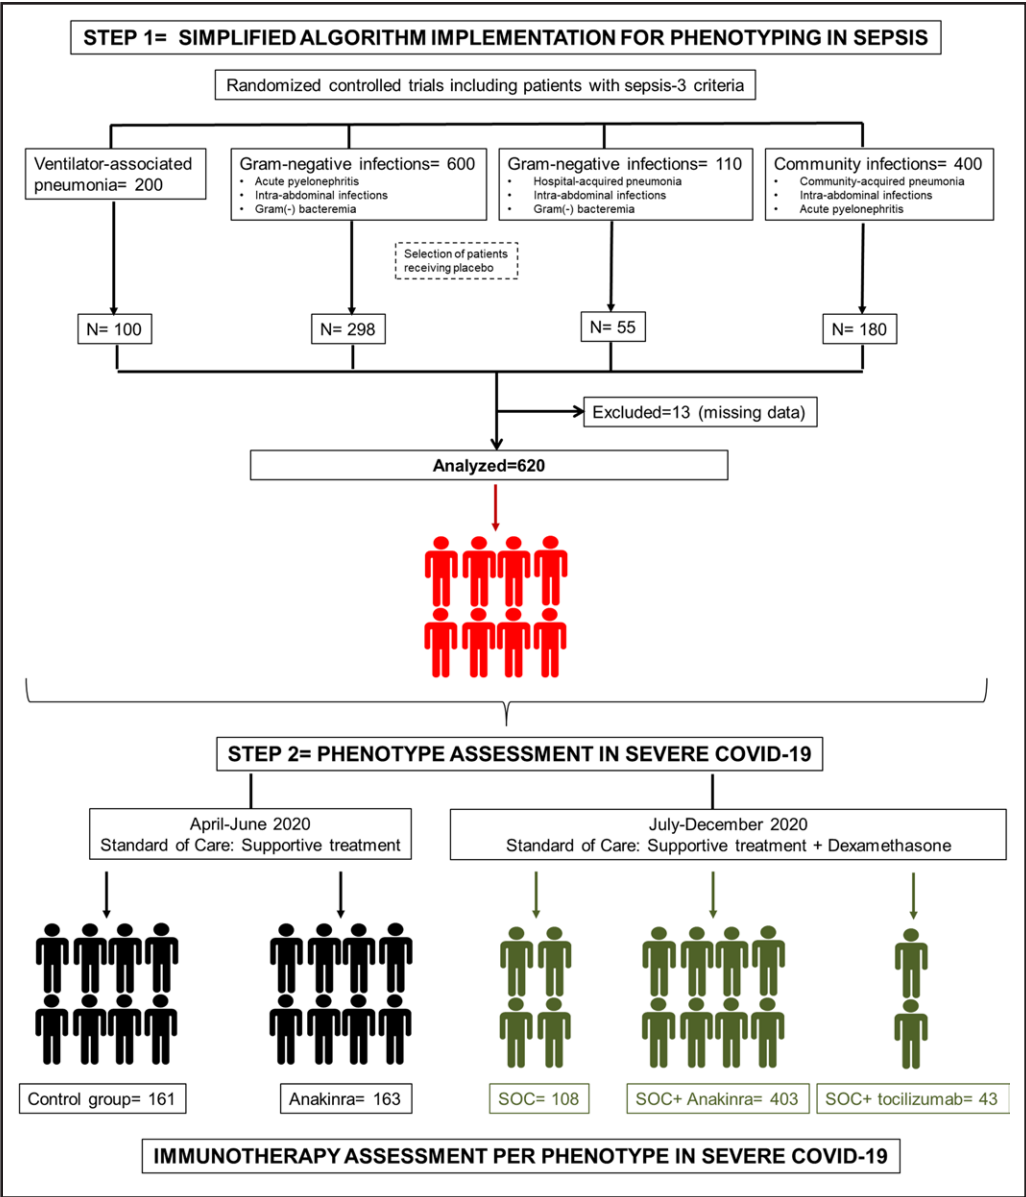 STEP 1= SIMPLIFIED ALGORITHM IMPLEMENTATION FOR PHENOTYPING IN SEPSIS
Randomized controlled trials including patients with sepsis-3 criteria
Ventilator-associated
pneumonia= 200
Gram-negative infections= 600
• Acute pyelonephritis
• Intra-abdominal infections
• Gram(-) bacteremia
Gram-negative infections= 110
• Hospital-acquired pneumonia
• Intra-abdominal infections
• Gram(-) bacteremia
Community infections= 400
• Community-acquired pneumonia
• Intra-abdominal infections
• Acute pyelonephritis
Selection of patients
receiving placebo
N= 100
N= 298
N= 55
N= 180
Excluded=13 (missing data)
Analyzed=620
STEP 2= PHENOTYPE ASSESSMENT IN SEVERE COVID-19
April-June 2020
Standard of Care: Supportive treatment
July-December 2020
Standard of Care: Supportive treatment + Dexamethasone
Control group= 161
Anakinra= 163
SOC= 108
SOC+ Anakinra= 403
SOC+ tocilizumab= 43
IMMUNOTHERAPY ASSESSMENT PER PHENOTYPE IN SEVERE COVID-19